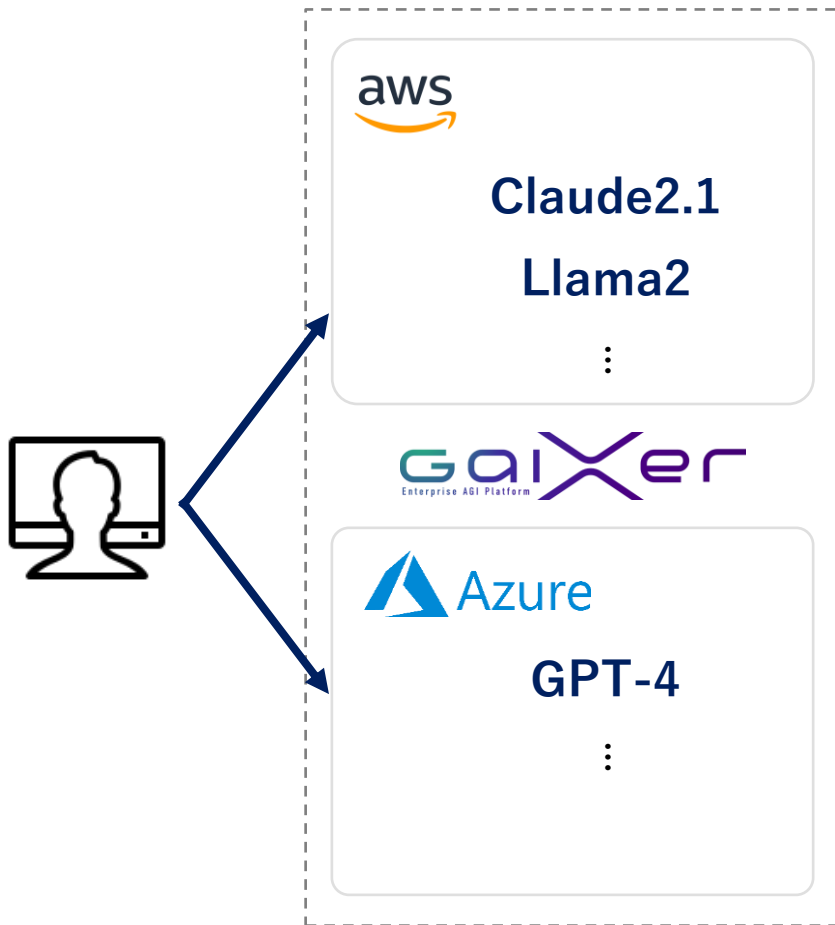 aws
Claude2.1
Llama2
⋮
GaiXer
Enterprise AGI Platform
Azure
GPT-4
⋮